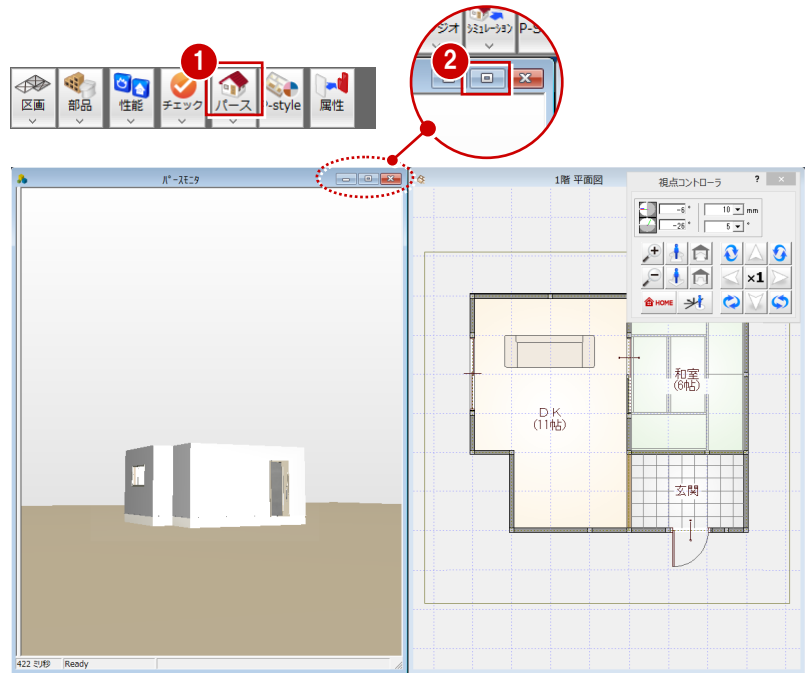 1
区画
部品
性能
チェック
パース
P-style
属性
2
シミュレーション
パースモニタ
1階 平面図
視点コントローラ
?
-6°
10
mm
-26°
5
°
×1
HOME
和室
(6帖)
DK
(11帖)
玄関
422 ミリ秒
Ready